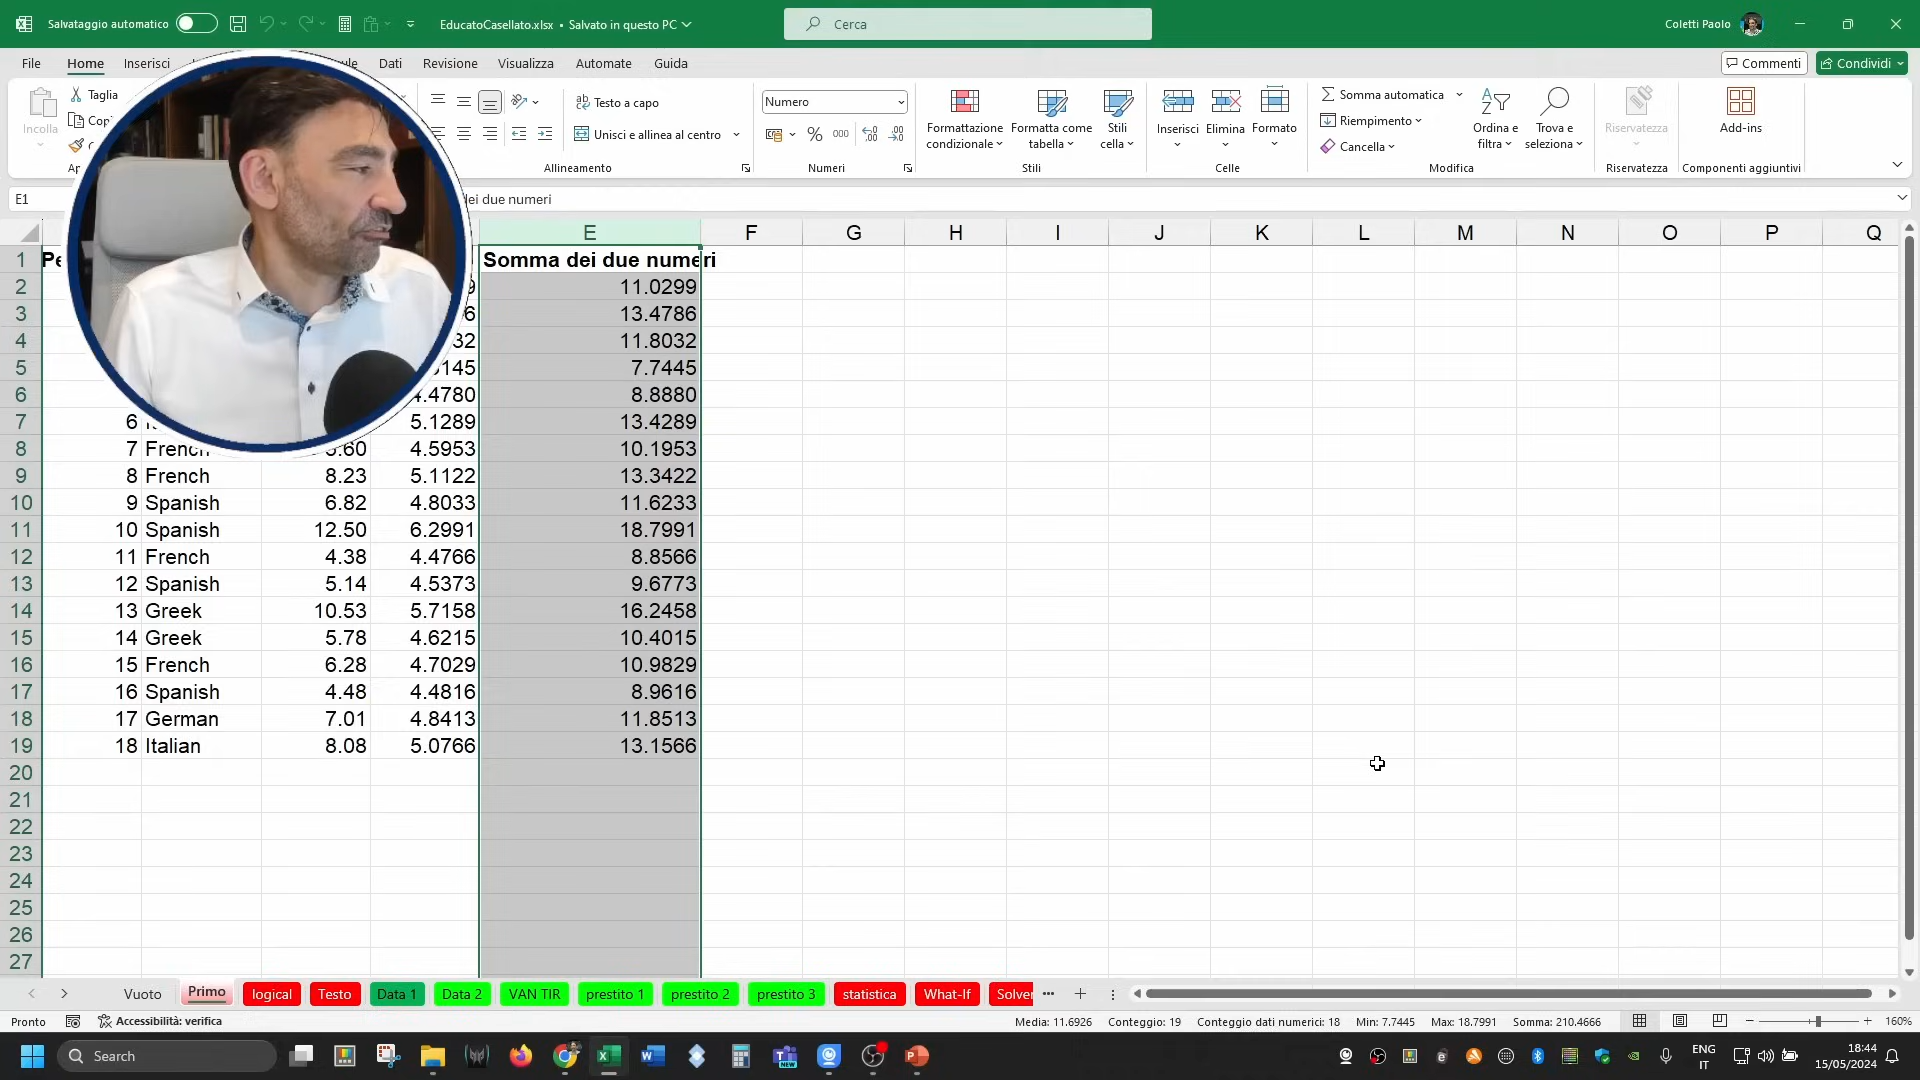 Salvataggio automatico EducatoCasellato.xlsx • Salvato in questo PC Cerca Coletti Paolo
File Home Inserisci Dati Revisione Visualizza Automate Guida Commenti Condividi
Incolla Taglia
Testo a capo Numero
Unisci e allinea al centro % 000
Formattazione condizionale Formatta come tabella Stili cella Inserisci Elimina Formato
Somma automatica
Riempimento
Cancella
Ordina e filtra Trova e seleziona Riservatezza Add-ins
Allineamento Numeri Stili Celle Modifica Riservatezza Componenti aggiuntivi
E1 dei due numeri
E F G H I J K L M N O P Q
1 Somma dei due numeri
2 11.0299
3 13.4786
4 11.8032
5 7.7445
6 4.4780 8.8880
7 6 5.1289 13.4289
8 7 French 5.60 4.5953 10.1953
9 8 French 8.23 5.1122 13.3422
10 9 Spanish 6.82 4.8033 11.6233
11 10 Spanish 12.50 6.2991 18.7991
12 11 French 4.38 4.4766 8.8566
13 12 Spanish 5.14 4.5373 9.6773
14 13 Greek 10.53 5.7158 16.2458
15 14 Greek 5.78 4.6215 10.4015
16 15 French 6.28 4.7029 10.9829
17 16 Spanish 4.48 4.4816 8.9616
18 17 German 7.01 4.8413 11.8513
19 18 Italian 8.08 5.0766 13.1566
20
21
22
23
24
25
26
27
Vuoto Primo logical Testo Data 1 Data 2 VAN TIR prestito 1 prestito 2 prestito 3 statistica What-If Solver
Pronto Accessibilità: verifica Media: 11.6926 Conteggio: 19 Conteggio dati numerici: 18 Min: 7.7445 Max: 18.7991 Somma: 210.4666 160%
Search ENG IT 18:44 15/05/2024